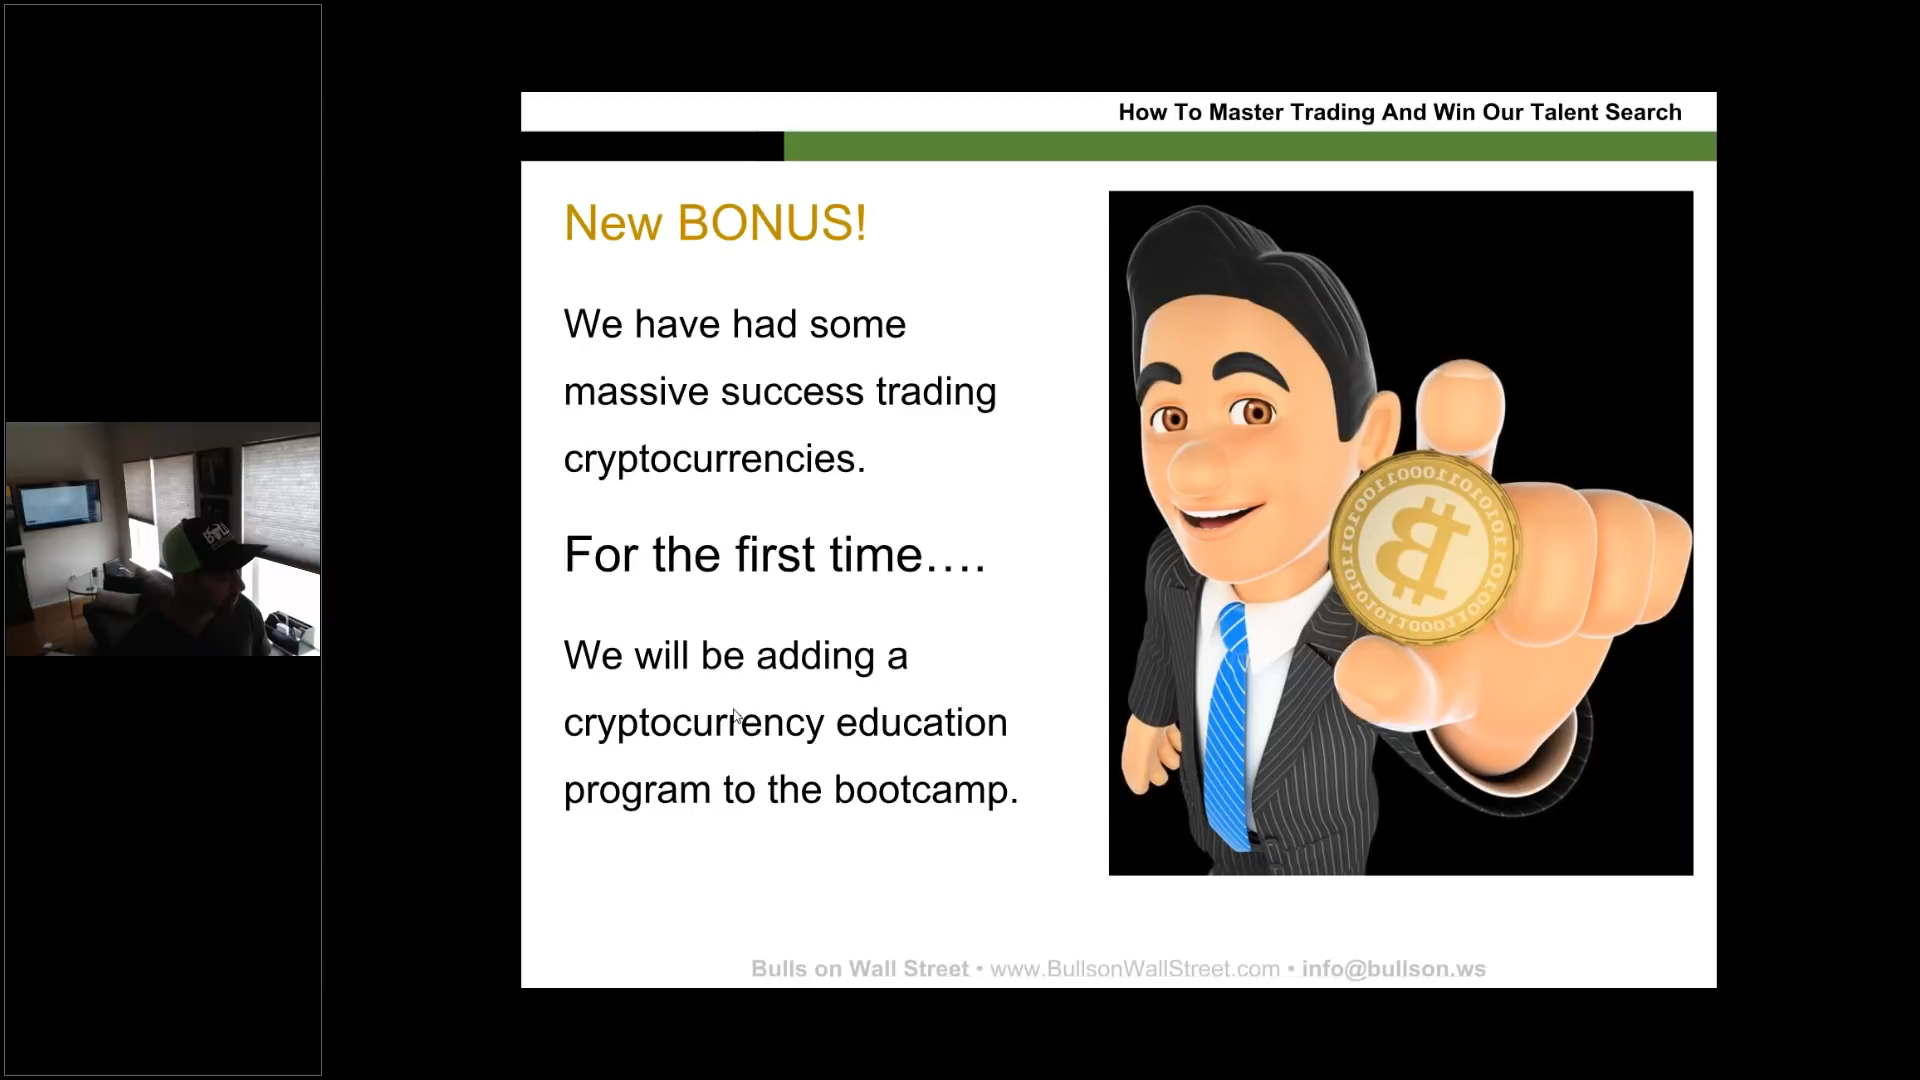 How To Master Trading And Win Our Talent Search
New BONUS!
We have had some
massive success trading
cryptocurrencies.
For the first time….
We will be adding a
cryptocurrency education
program to the bootcamp.
Bulls on Wall Street • www.BullsonWallStreet.com • info@bullson.ws